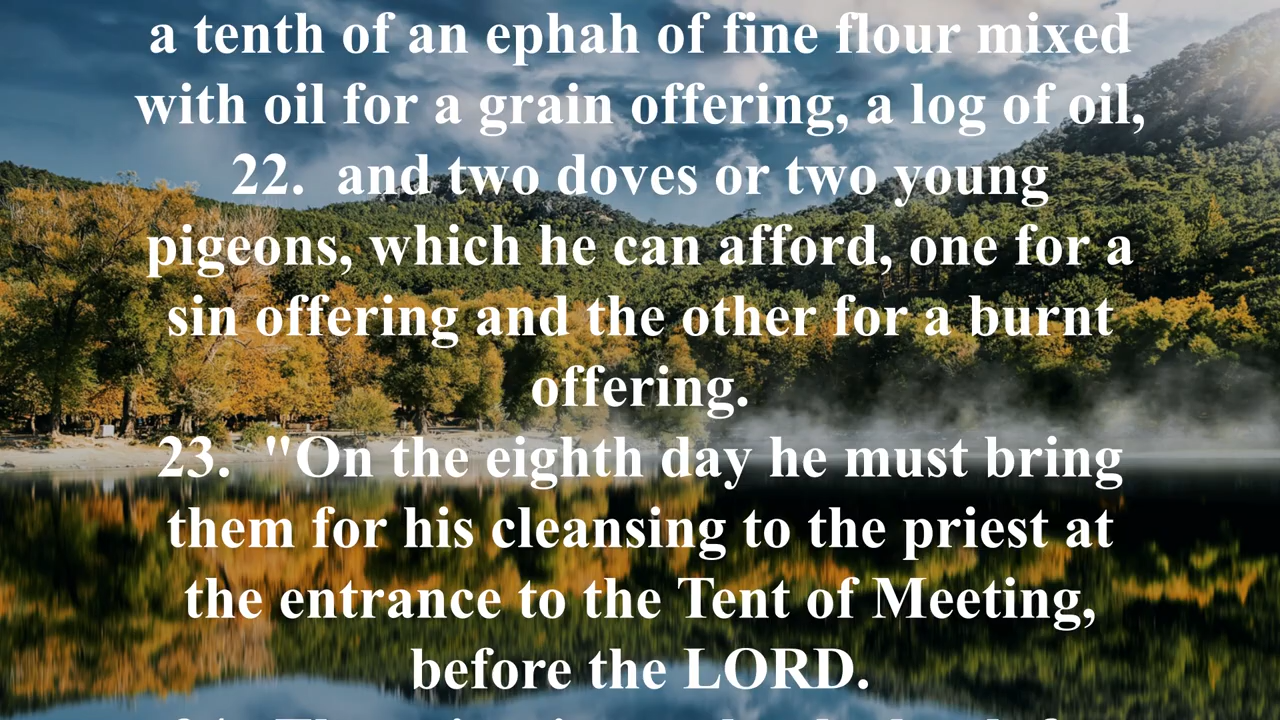 a tenth of an ephah of fine flour mixed
with oil for a grain offering, a log of oil,
22.  and two doves or two young
pigeons, which he can afford, one for a
sin offering and the other for a burnt
offering.
23.  "On the eighth day he must bring
them for his cleansing to the priest at
the entrance to the Tent of Meeting,
before the LORD.